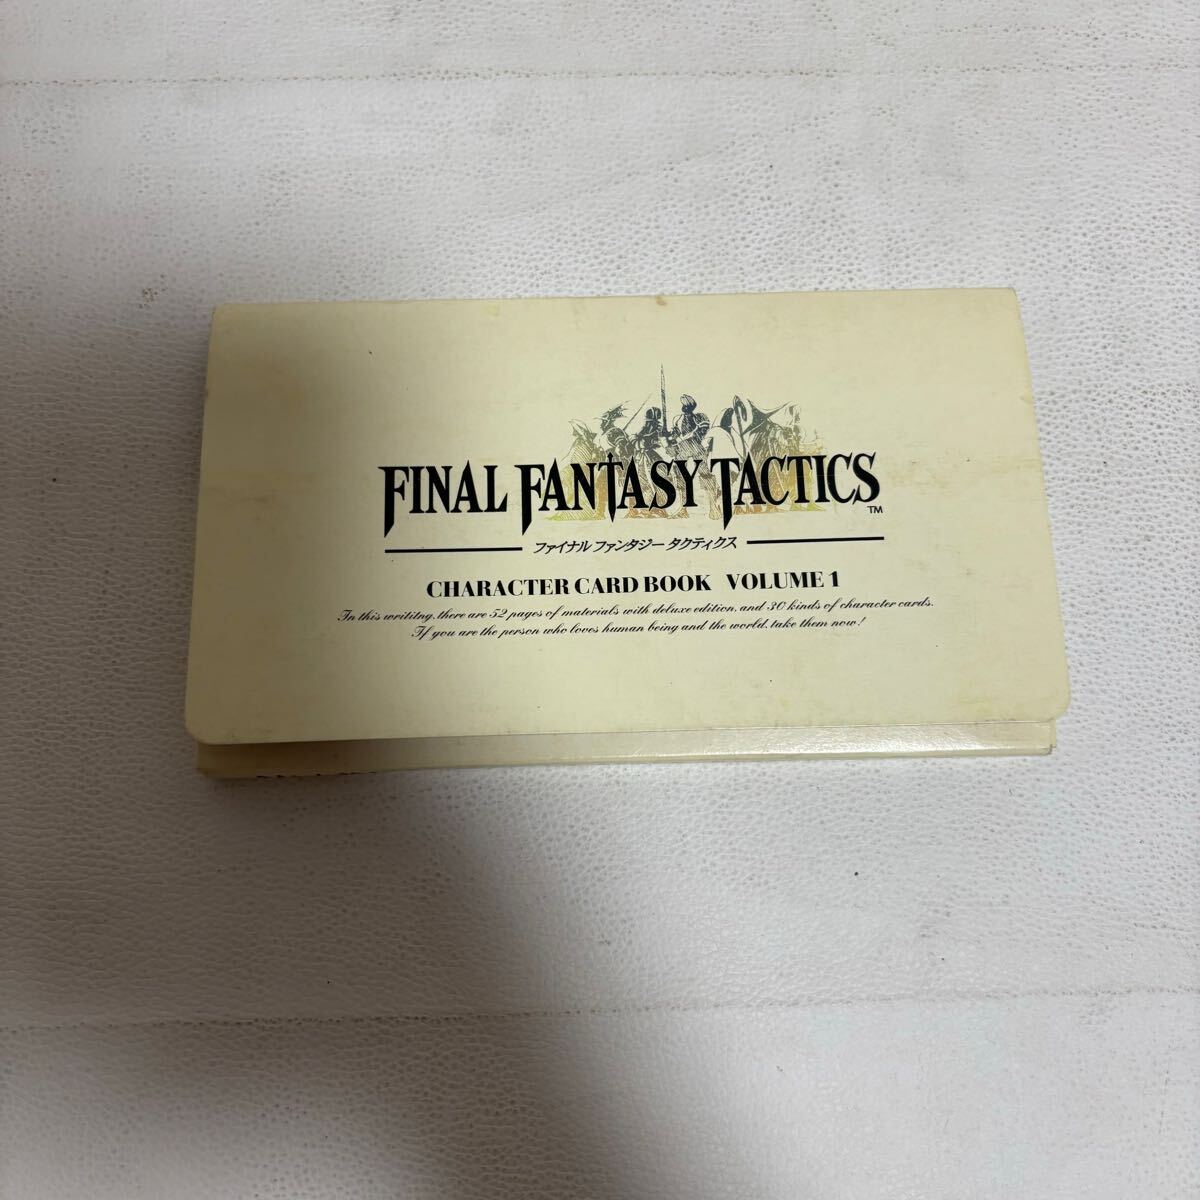 FINAL FANTASY TACTICS™
ファイナルファンタジー タクティクス
CHARACTER CARD BOOK VOLUME 1
In this writitng, there are 52 pages of materials with deluxe edition, and 30 kinds of character cards.
If you are the person who loves human being and the world, take them now!